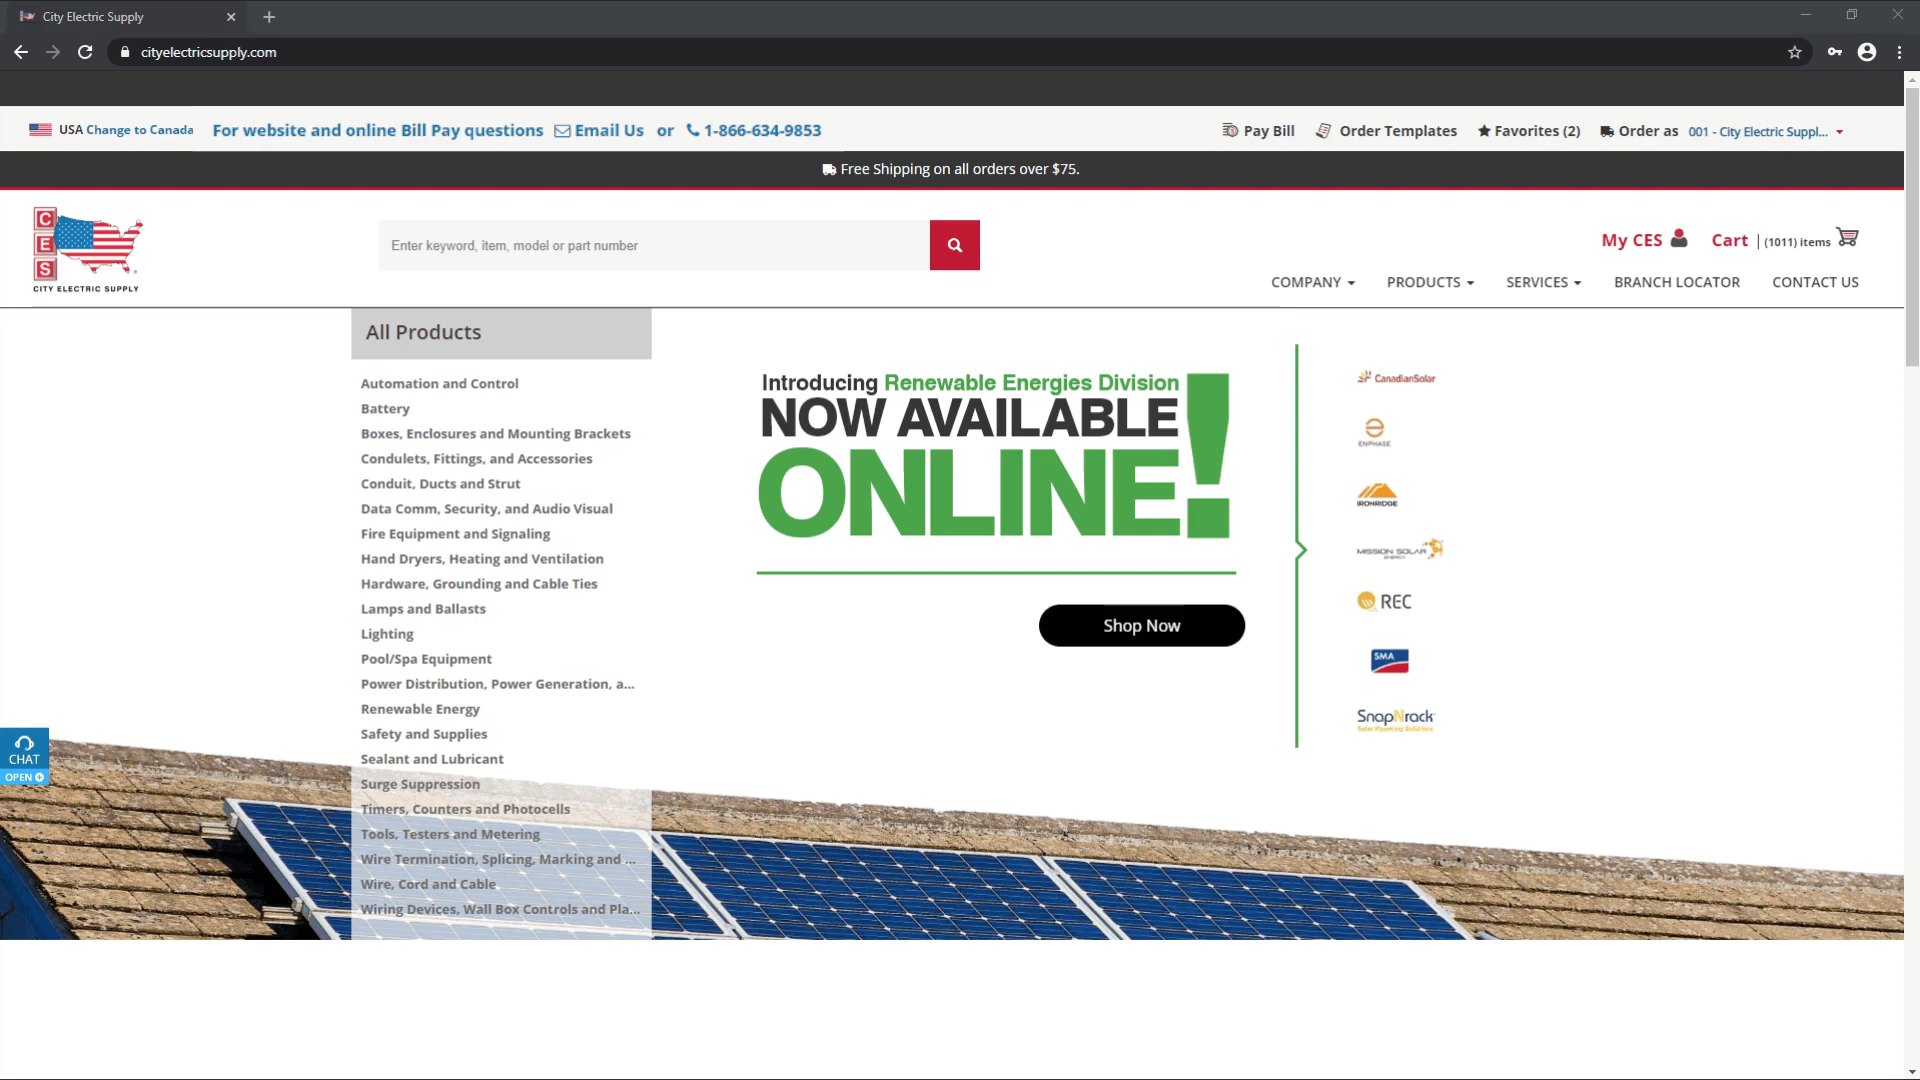 City Electric Supply
cityelectricsupply.com
USA Change to Canada For website and online Bill Pay questions Email Us or 1-866-634-9853 Pay Bill Order Templates Favorites (2) Order as 001 - City Electric Suppl...
Free Shipping on all orders over $75.
C
E
S
CITY ELECTRIC SUPPLY
Enter keyword, item, model or part number
My CES Cart | (1011) items
COMPANY PRODUCTS SERVICES BRANCH LOCATOR CONTACT US
All Products
Automation and Control
Battery
Boxes, Enclosures and Mounting Brackets
Condulets, Fittings, and Accessories
Conduit, Ducts and Strut
Data Comm, Security, and Audio Visual
Fire Equipment and Signaling
Hand Dryers, Heating and Ventilation
Hardware, Grounding and Cable Ties
Lamps and Ballasts
Lighting
Pool/Spa Equipment
Power Distribution, Power Generation, a...
Renewable Energy
Safety and Supplies
Sealant and Lubricant
Surge Suppression
Timers, Counters and Photocells
Tools, Testers and Metering
Wire Termination, Splicing, Marking and ...
Wire, Cord and Cable
Wiring Devices, Wall Box Controls and Pla...
Introducing Renewable Energies Division
NOW AVAILABLE
ONLINE!
Shop Now
CanadianSolar
ENPHASE
IRONRIDGE
MISSION SOLAR
ENERGY
REC
SMA
SnapNrack
Solar Mounting Solutions
CHAT
OPEN